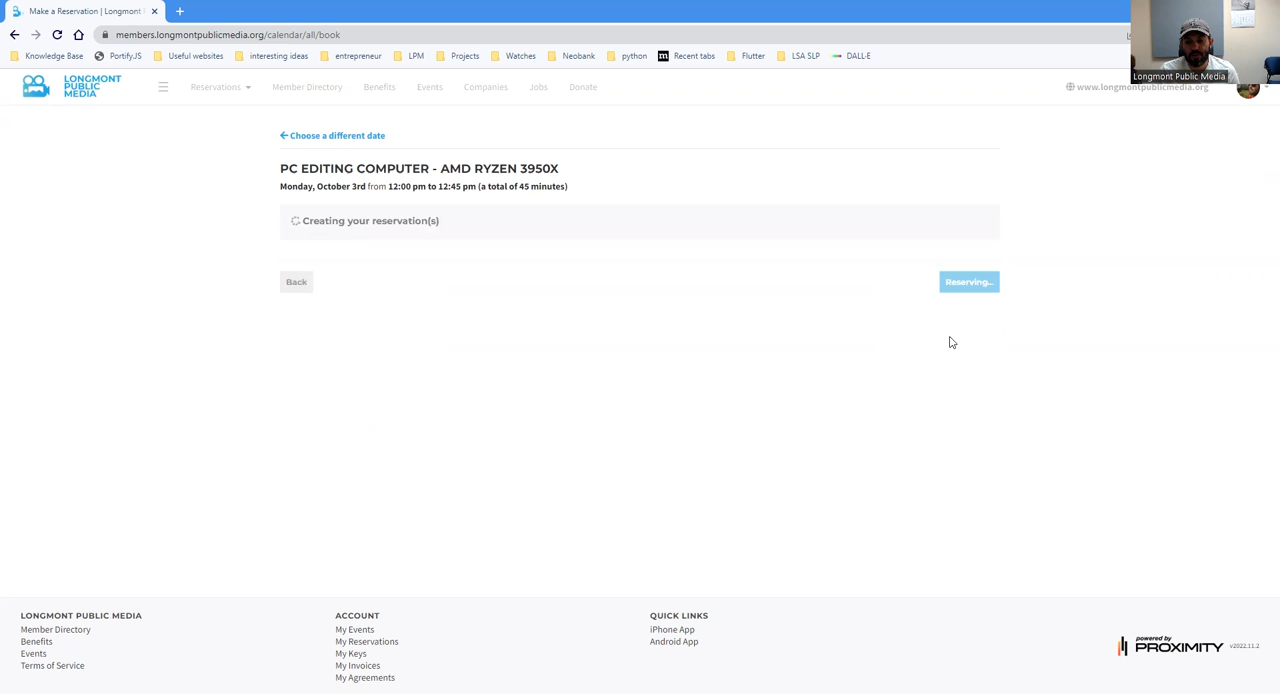 Make a Reservation | Longmont
members.longmontpublicmedia.org/calendar/all/book
Knowledge Base PortifyJS Useful websites interesting ideas entrepreneur LPM Projects Watches Neobank python Recent tabs Flutter LSA SLP DALL-E
Longmont Public Media
LONGMONT
PUBLIC
MEDIA
Reservations Member Directory Benefits Events Companies Jobs Donate www.longmontpublicmedia.org
Choose a different date
PC EDITING COMPUTER - AMD RYZEN 3950X
Monday, October 3rd from 12:00 pm to 12:45 pm (a total of 45 minutes)
Creating your reservation(s)
Back Reserving...
LONGMONT PUBLIC MEDIA
Member Directory
Benefits
Events
Terms of Service
ACCOUNT
My Events
My Reservations
My Keys
My Invoices
My Agreements
QUICK LINKS
iPhone App
Android App
powered by
PROXIMITY v2022.11.2